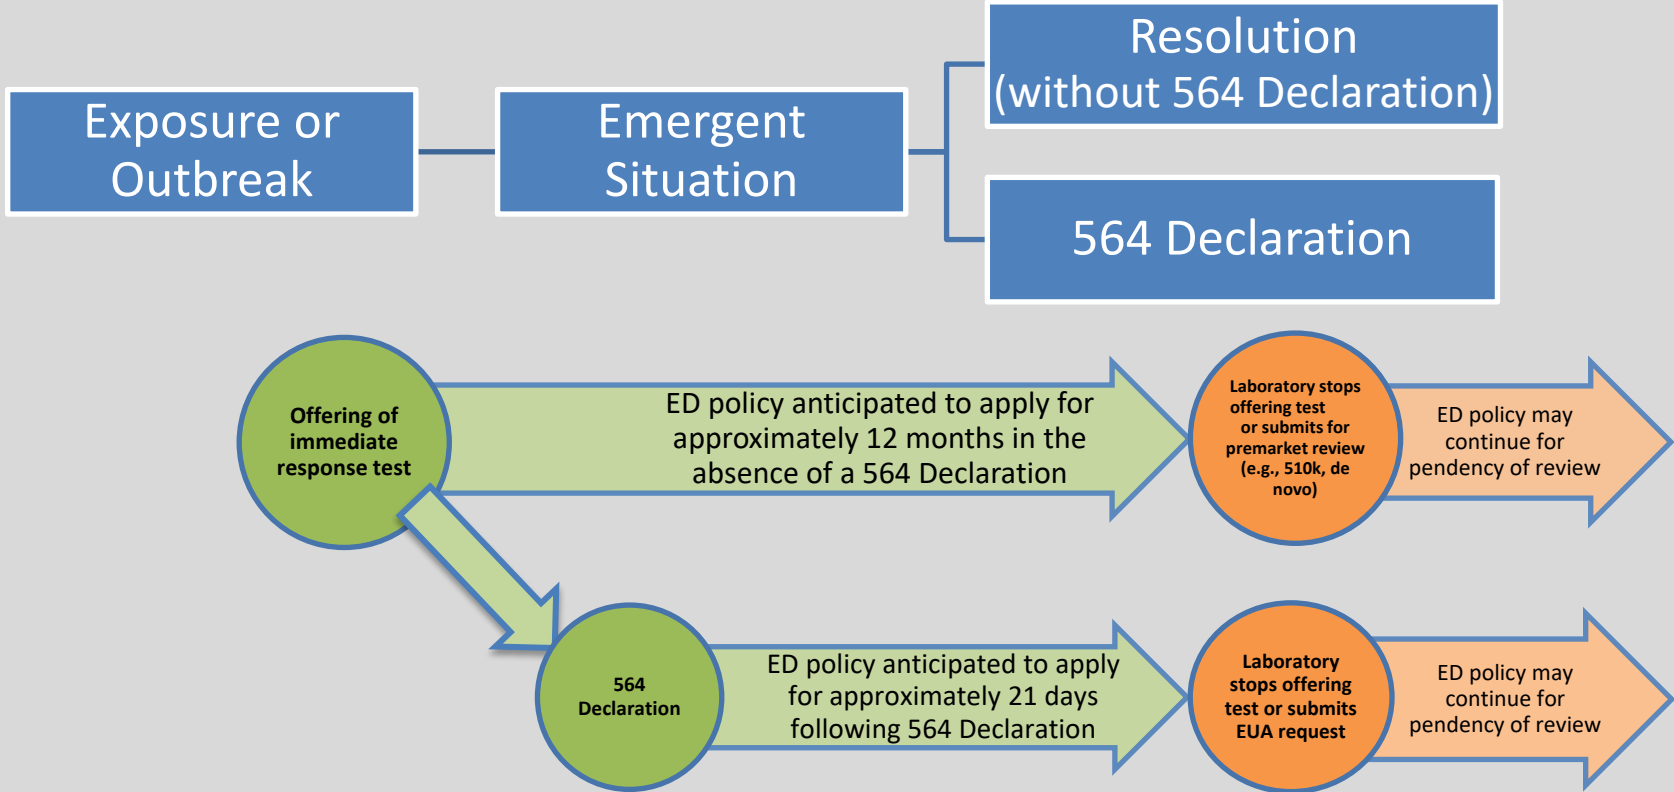 Exposure or
Outbreak
Emergent
Situation
Resolution
(without 564 Declaration)
564 Declaration
Offering of
immediate
response test
ED policy anticipated to apply for
approximately 12 months in the
absence of a 564 Declaration
Laboratory stops
offering test
or submits for
premarket review
(e.g., 510k, de
novo)
ED policy may
continue for
pendency of review
564
Declaration
ED policy anticipated to apply
for approximately 21 days
following 564 Declaration
Laboratory
stops offering
test or submits
EUA request
ED policy may
continue for
pendency of review